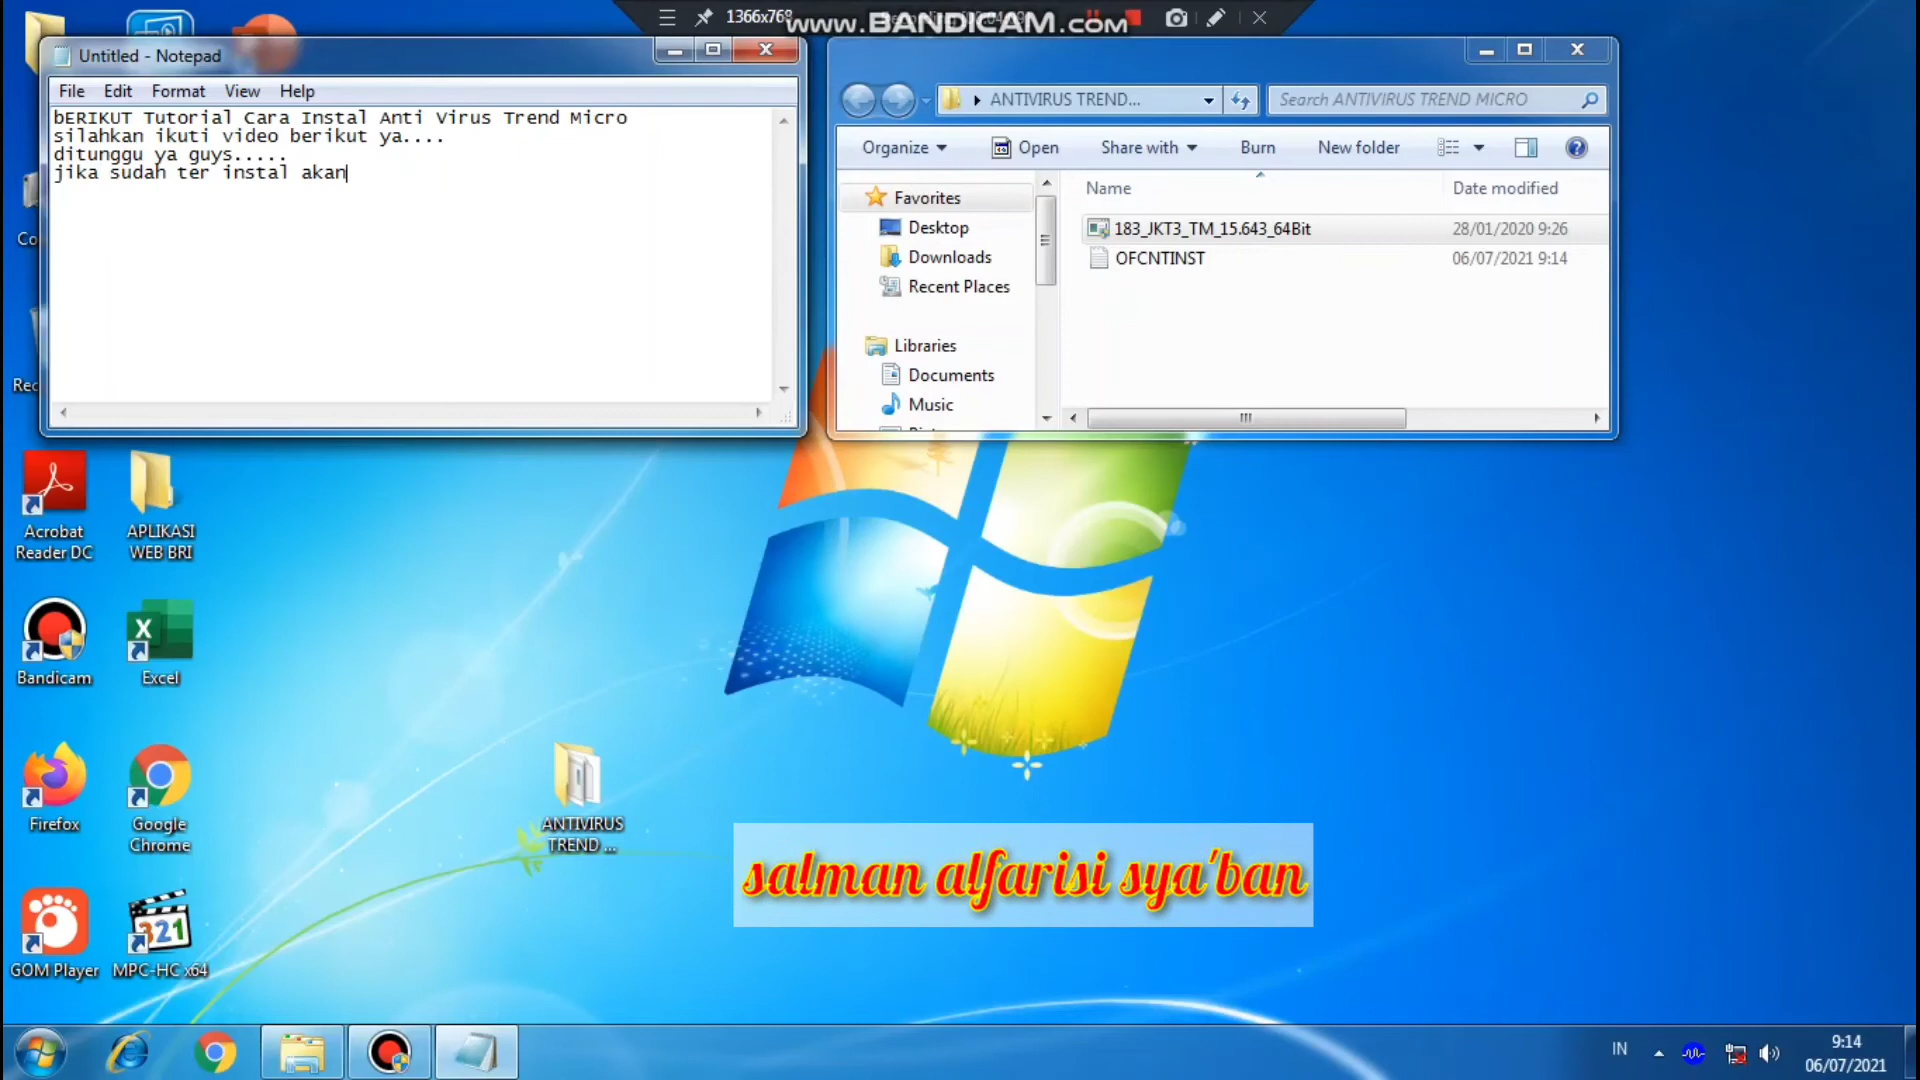 1366x768
www.BANDICAM.com
Untitled - Notepad
File Edit Format View Help
bERIKUT Tutorial Cara Instal Anti Virus Trend Micro
silahkan ikuti video berikut ya....
ditunggu ya guys.....
jika sudah ter instal akan
ANTIVIRUS TREND...
Search ANTIVIRUS TREND MICRO
Organize Open Share with Burn New folder
Favorites
Desktop
Downloads
Recent Places
Libraries
Documents
Music
Name Date modified
183_JKT3_TM_15.643_64Bit 28/01/2020 9:26
OFCNTINST 06/07/2021 9:14
Acrobat
Reader DC
APLIKASI
WEB BRI
Bandicam
Excel
Firefox
Google
Chrome
ANTIVIRUS
TREND ...
GOM Player
MPC-HC x64
salman alfarisi sya'ban
IN
9:14
06/07/2021